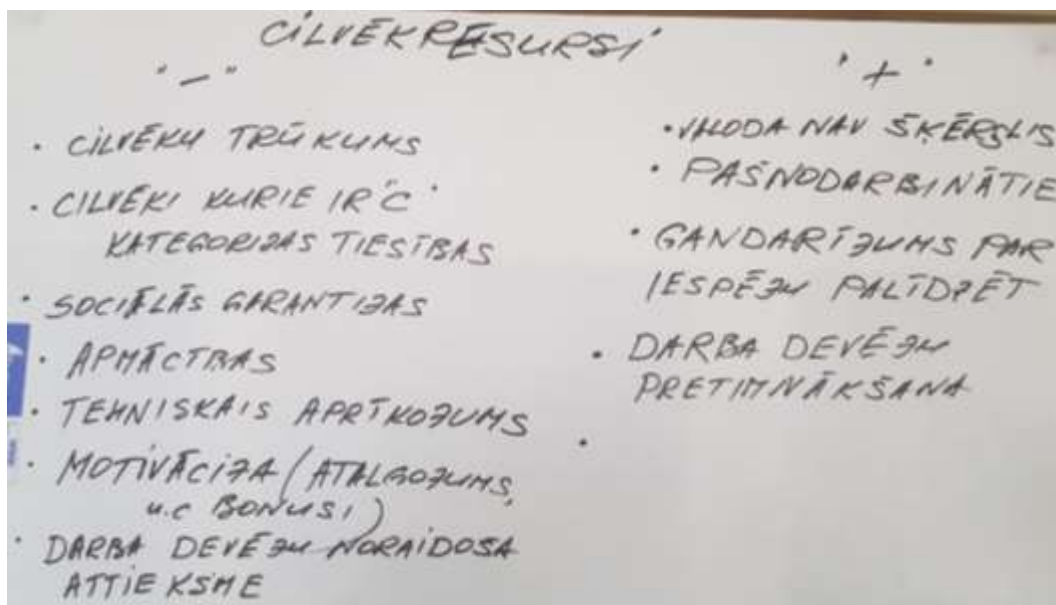 CILVĒKRESURSI
"-"
• CILVĒKU TRŪKUMS
• CILVĒKI KURIE IR "C"
KATEGORIJAS TIESĪBAS
• SOCIĀLĀS GARANTIJAS
• APMĀCĪBAS
• TEHNISKAIS APRĪKOJUMS
• MOTIVĀCIJA (ATALGOJUMS,
u.c BONUSI)
• DARBA DEVĒJU NORAIDOŠA
ATTIEKSME
"+"
• VALODA NAV ŠĶĒRSLIS
• PAŠNODARBINĀTIE
• GANDARĪJUMS PAR
IESPĒJU PALĪDZĒT
• DARBA DEVĒJU
PRETIMNĀKŠANA
•